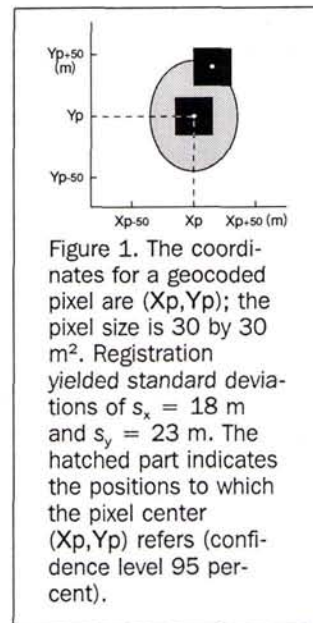 Yp+50
(m)
Yp
Yp-50
Xp-50 Xp Xp+50 (m)
Figure 1. The coordi-
nates for a geocoded
pixel are (Xp,Yp); the
pixel size is 30 by 30
m². Registration
yielded standard devia-
tions of sₓ = 18 m
and s_y = 23 m. The
hatched part indicates
the positions to which
the pixel center
(Xp,Yp) refers (confi-
dence level 95 per-
cent).